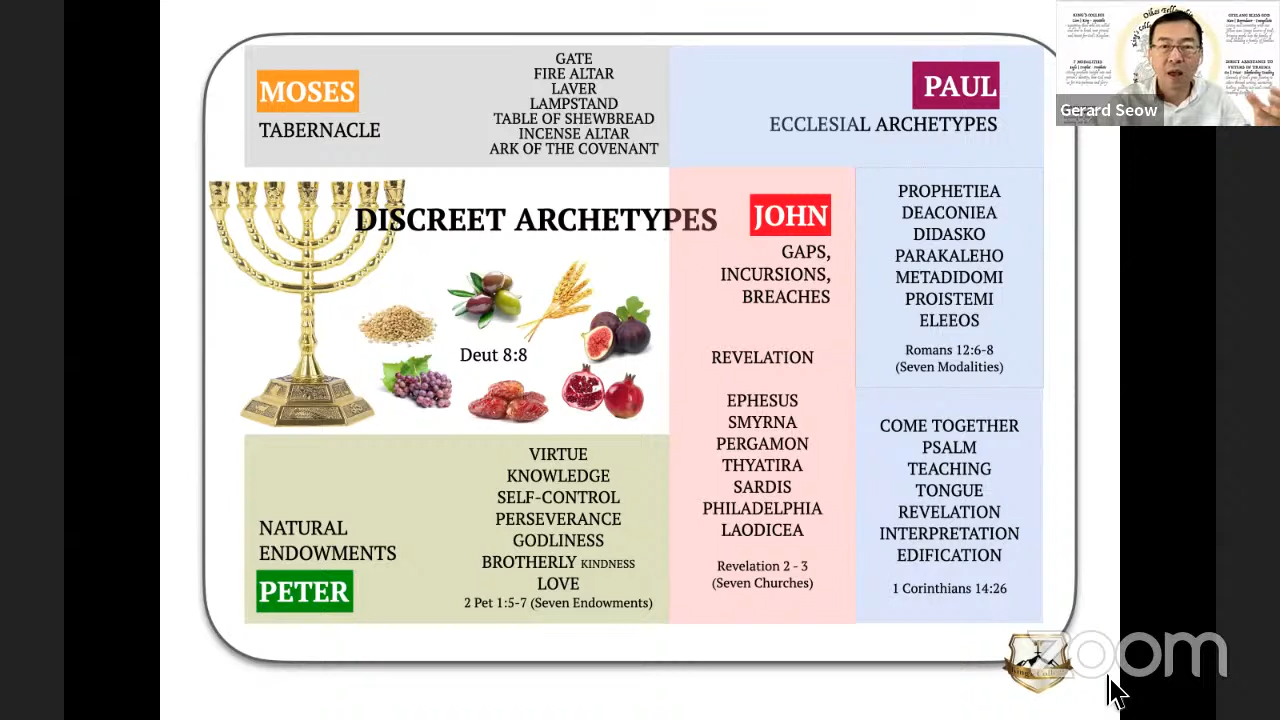 MOSES
TABERNACLE
GATE
FIRE ALTAR
LAVER
LAMPSTAND
TABLE OF SHEWBREAD
INCENSE ALTAR
ARK OF THE COVENANT
PAUL
ECCLESIAL ARCHETYPES
Gerard Seow
DISCREET ARCHETYPES
Deut 8:8
JOHN
GAPS,
INCURSIONS,
BREACHES
REVELATION
EPHESUS
SMYRNA
PERGAMON
THYATIRA
SARDIS
PHILADELPHIA
LAODICEA
Revelation 2 - 3
(Seven Churches)
PROPHETIEA
DEACONIEA
DIDASKO
PARAKALEHO
METADIDOMI
PROISTEMI
ELEEOS
Romans 12:6-8
(Seven Modalities)
COME TOGETHER
PSALM
TEACHING
TONGUE
REVELATION
INTERPRETATION
EDIFICATION
1 Corinthians 14:26
NATURAL
ENDOWMENTS
PETER
VIRTUE
KNOWLEDGE
SELF-CONTROL
PERSEVERANCE
GODLINESS
BROTHERLY KINDNESS
LOVE
2 Pet 1:5-7 (Seven Endowments)
zoom